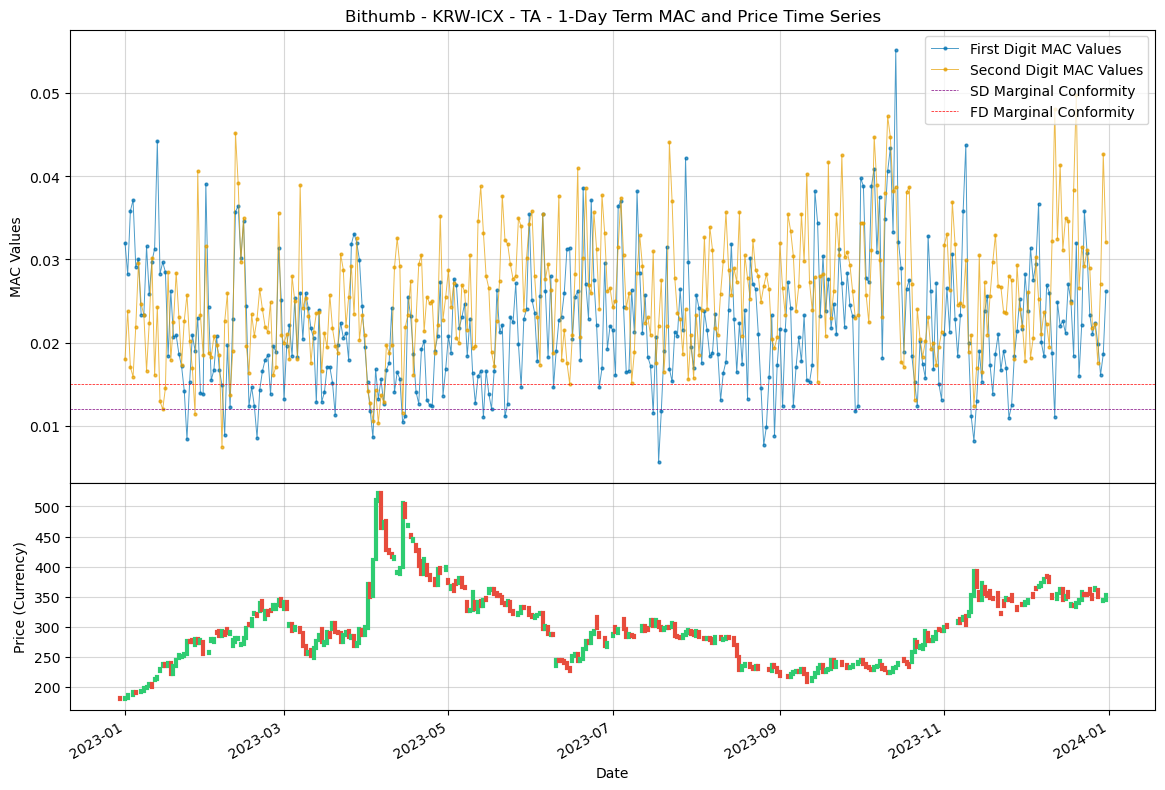 Bithumb - KRW-ICX - TA - 1-Day Term MAC and Price Time Series
First Digit MAC Values
Second Digit MAC Values
SD Marginal Conformity
FD Marginal Conformity
MAC Values
0.05
0.04
0.03
0.02
0.01
Price (Currency)
500
450
400
350
300
250
200
2023-01
2023-03
2023-05
2023-07
2023-09
2023-11
2024-01
Date